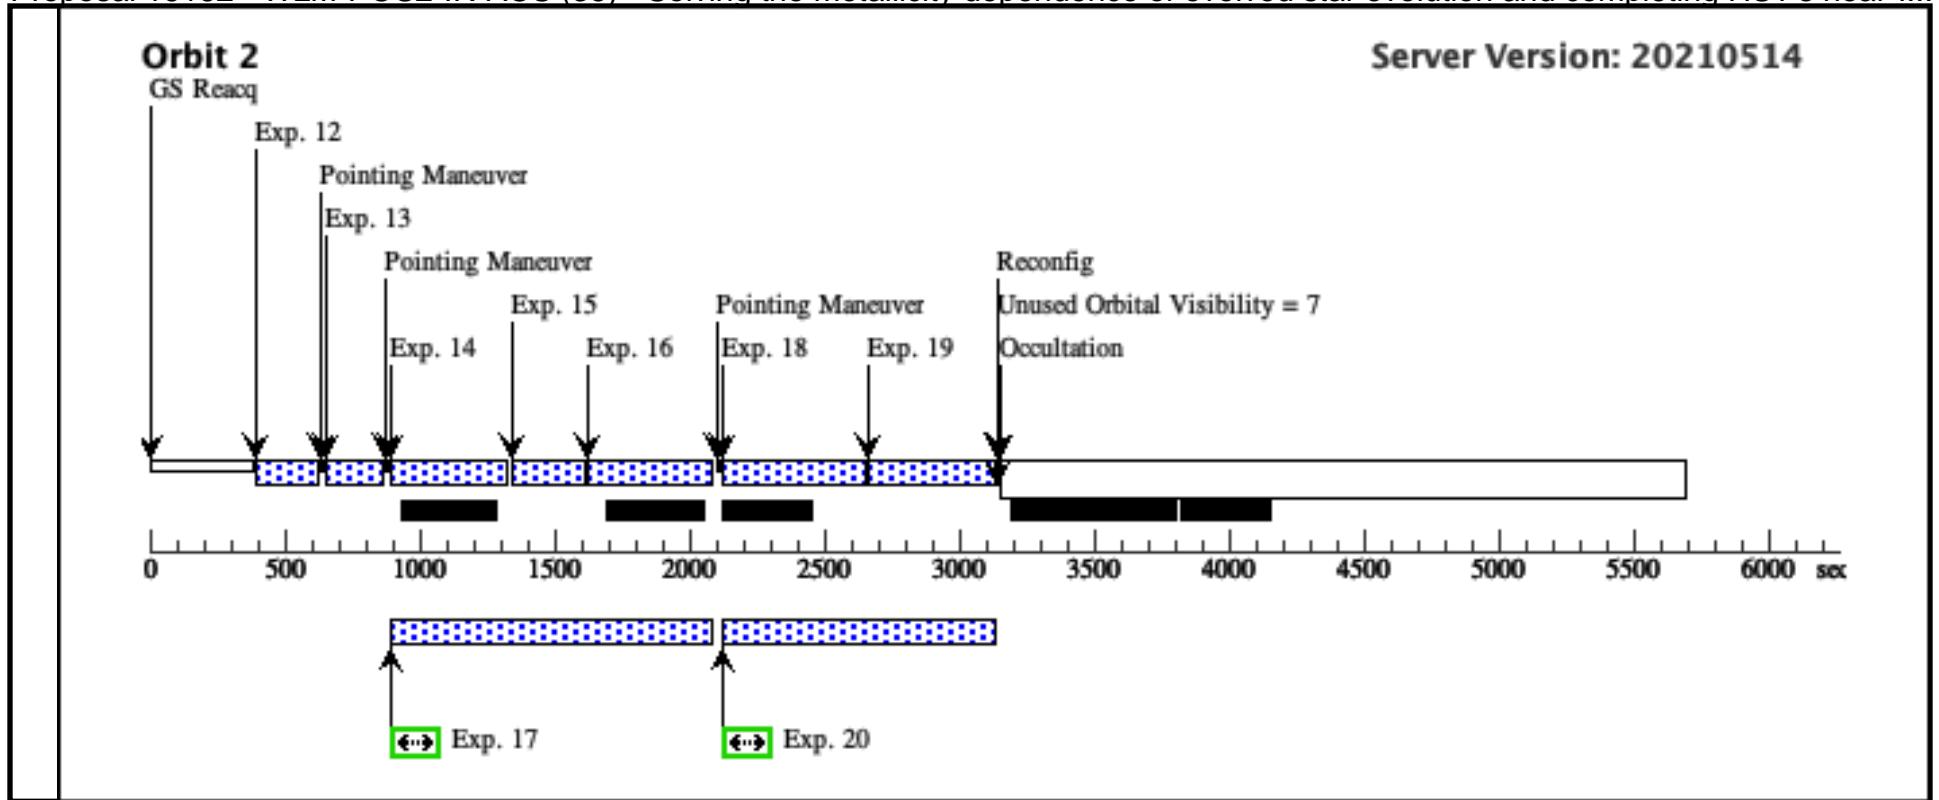 Orbit 2
Server Version: 20210514
GS Reacq
Exp. 12
Pointing Maneuver
Exp. 13
Pointing Maneuver
Reconfig
Exp. 15
Pointing Maneuver
Unused Orbital Visibility = 7
Exp. 14
Exp. 16
Exp. 18
Exp. 19
Occultation
0 500 1000 1500 2000 2500 3000 3500 4000 4500 5000 5500 6000 sec
Exp. 17
Exp. 20